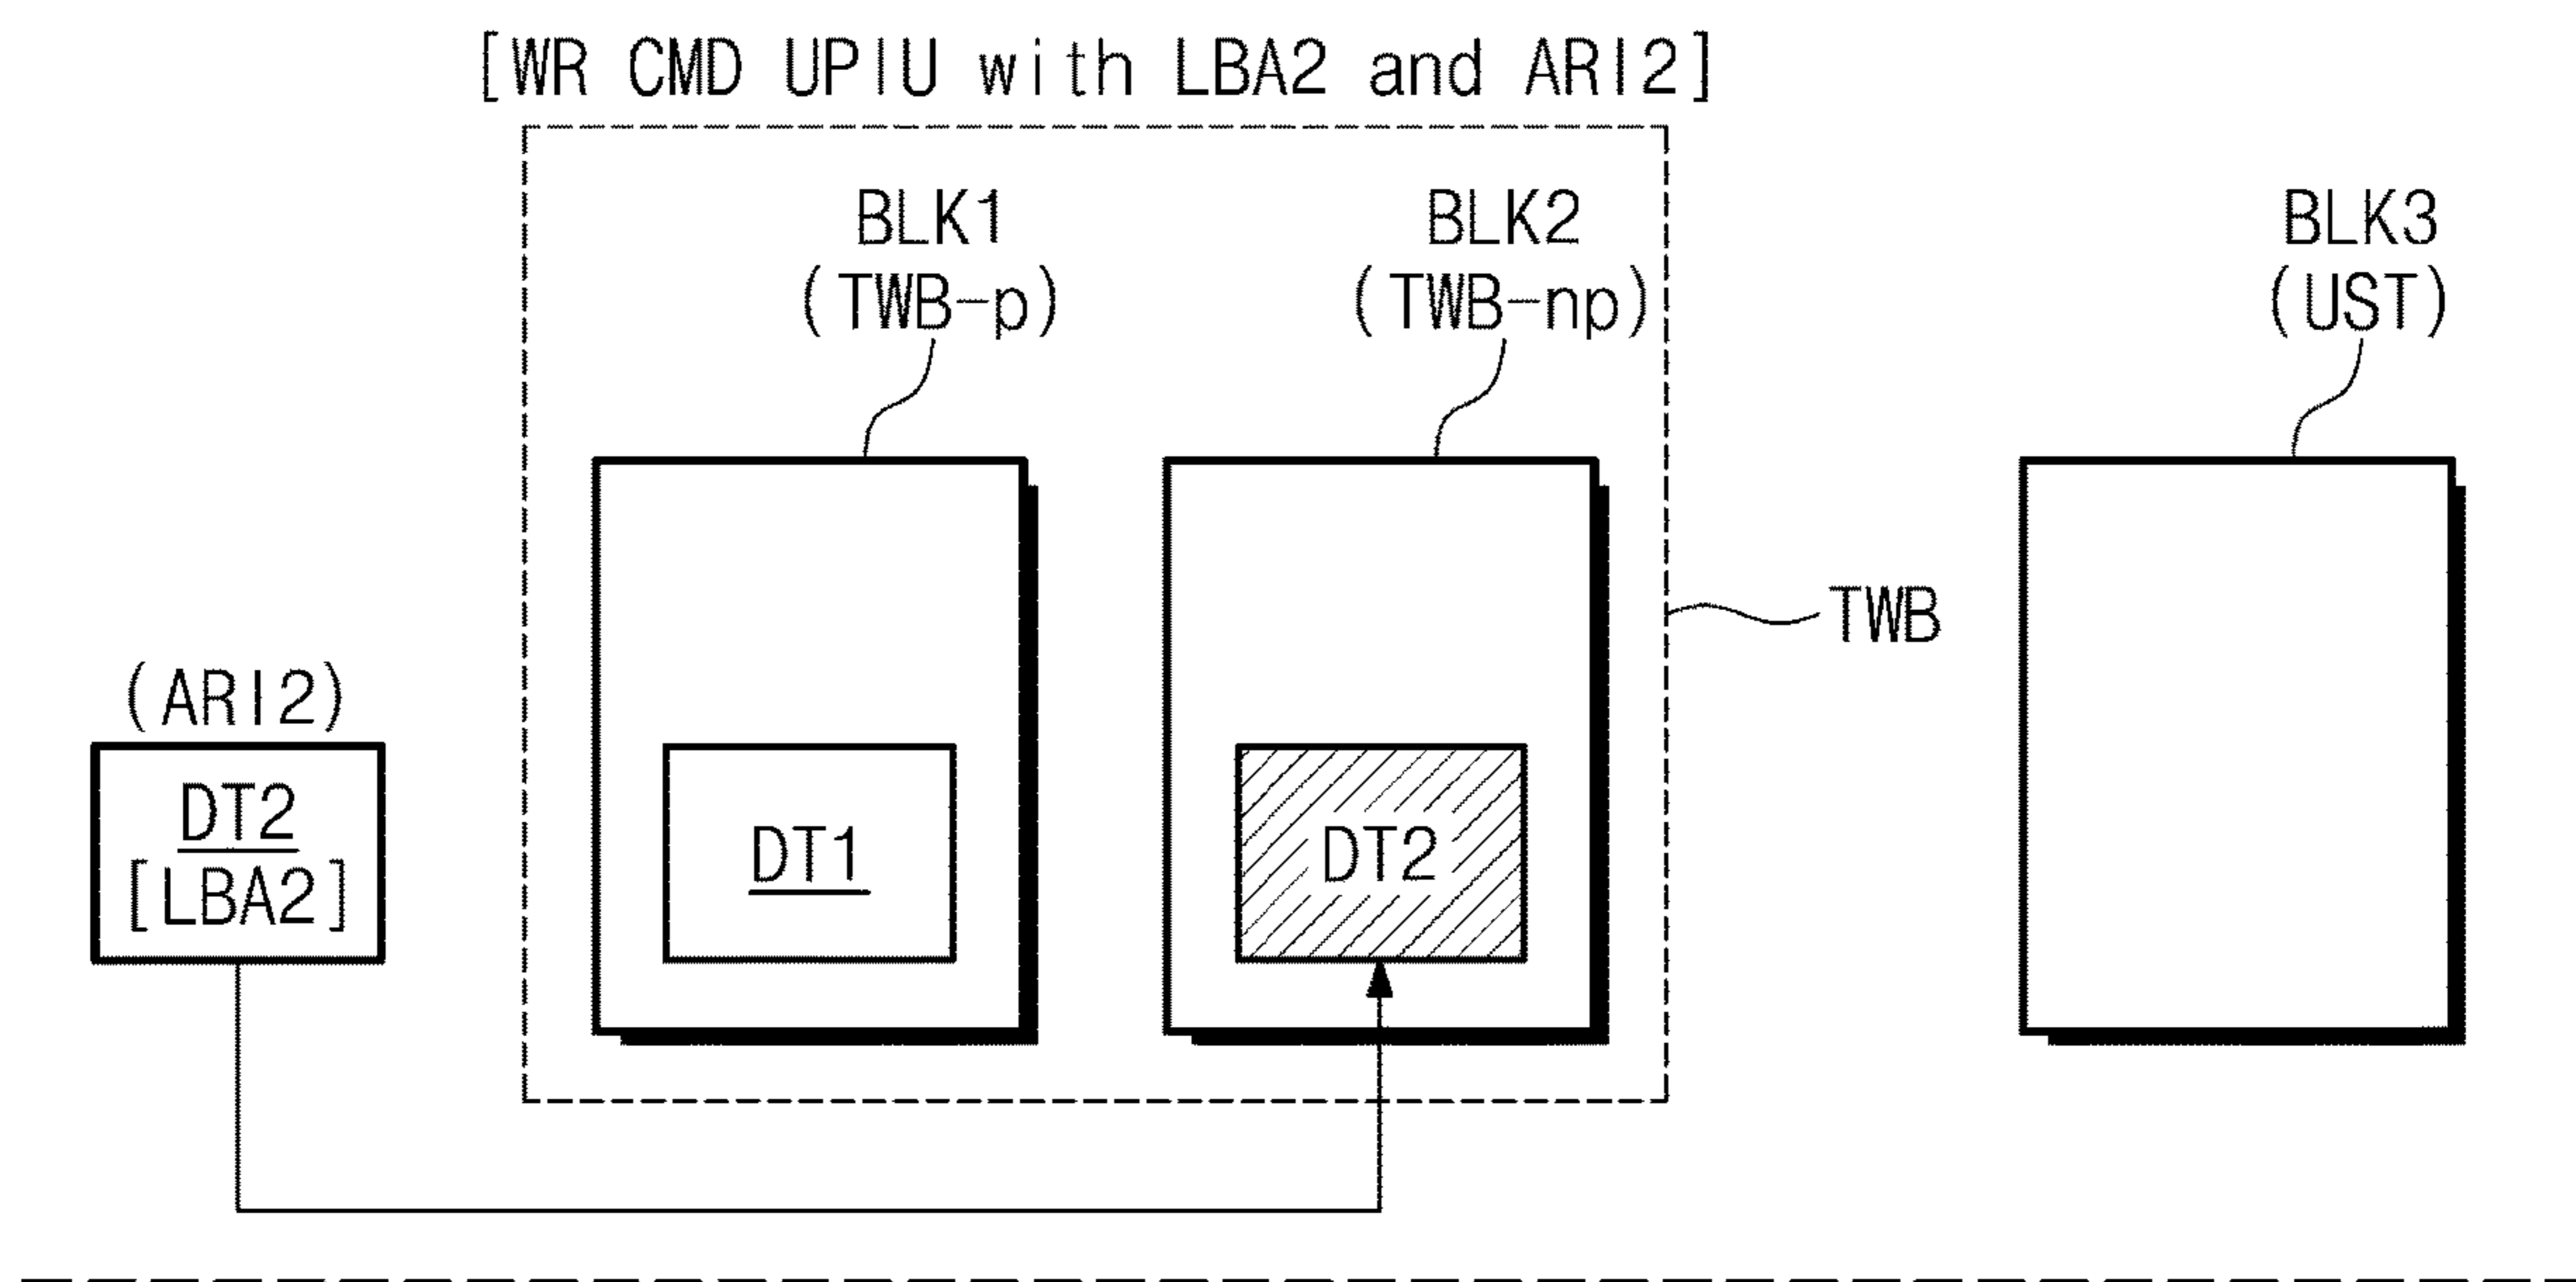 [WR CMD UPIU with LBA2 and ARI2]
BLK1
(TWB-p)
BLK2
(TWB-np)
BLK3
(UST)
TWB
(ARI2)
DT2
[LBA2]
DT1
DT2